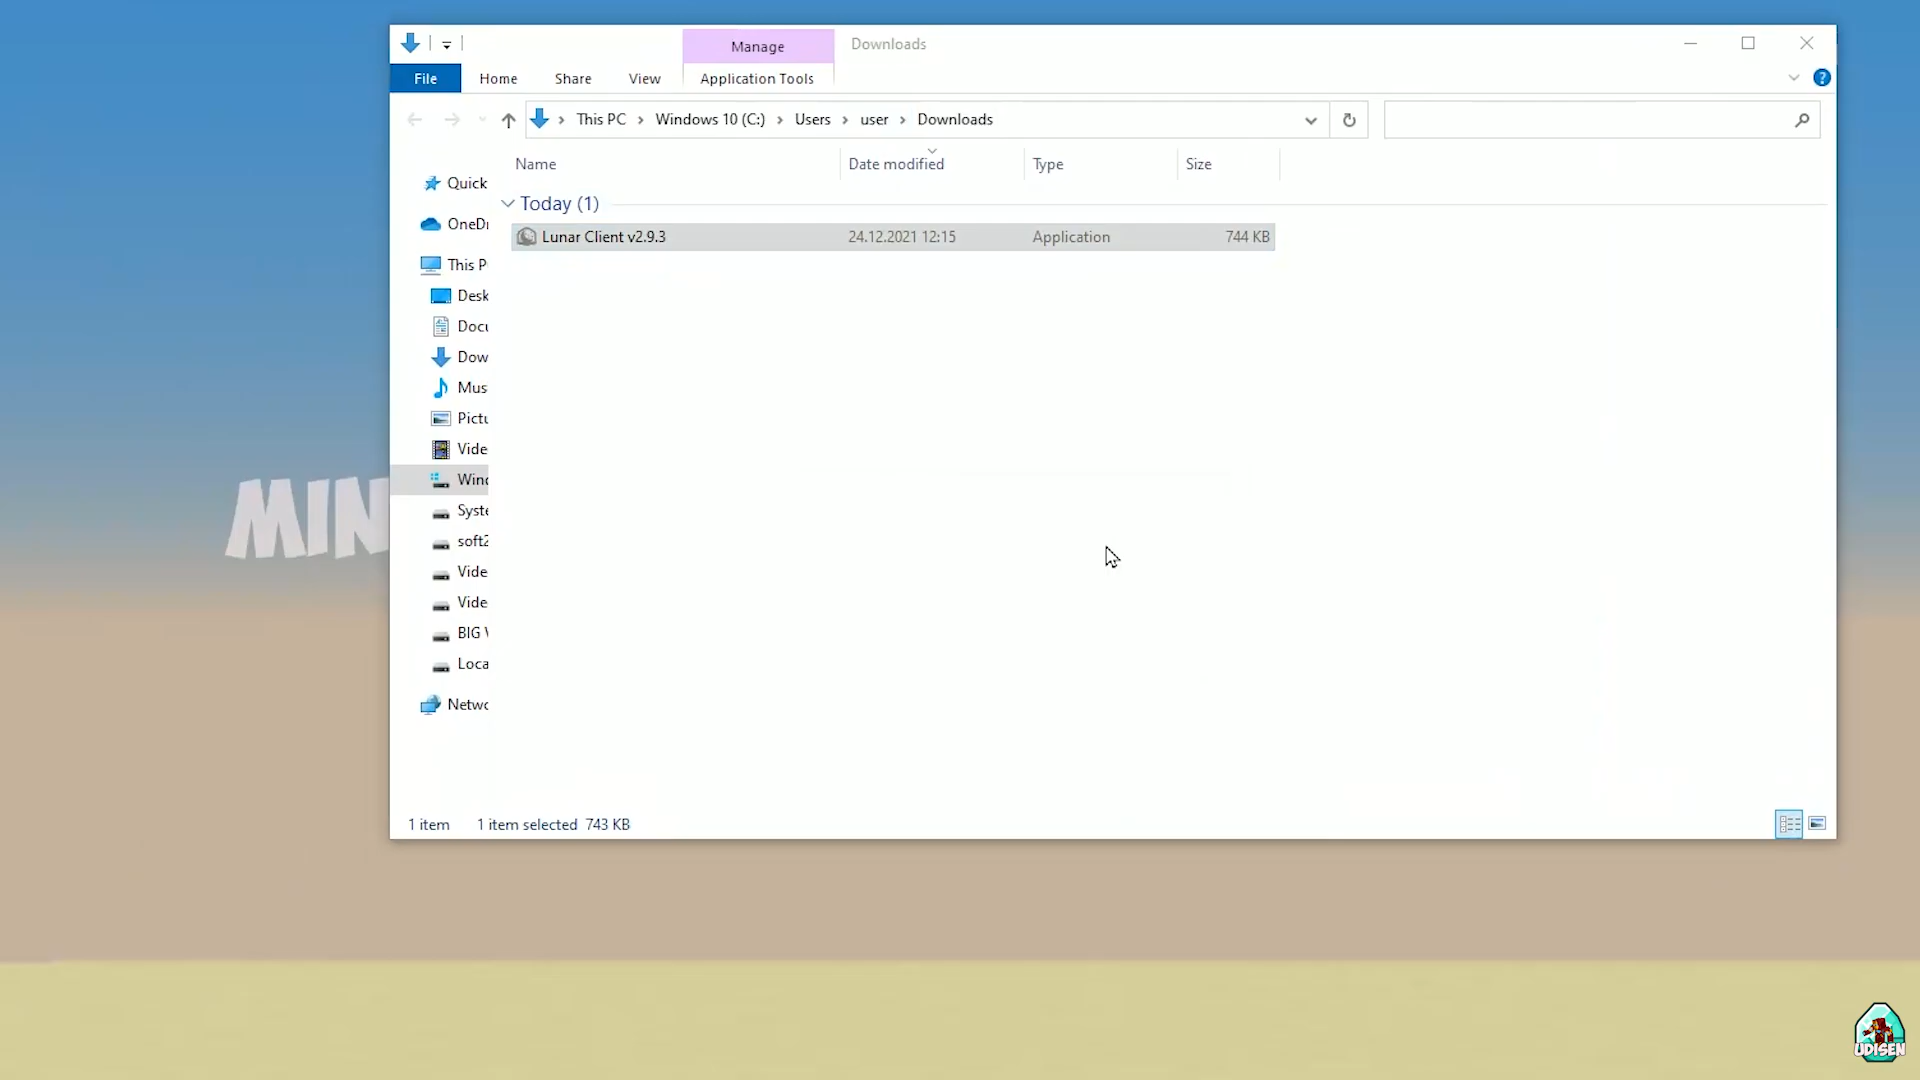 Manage
Downloads
File
Home
Share
View
Application Tools
This PC
Windows 10 (C:)
Users
user
Downloads
Name
Date modified
Type
Size
Today (1)
Lunar Client v2.9.3
24.12.2021 12:15
Application
744 KB
Quick
OneDr
This P
Desk
Docu
Dow
Mus
Pictu
Vide
Wind
Syste
soft2
Vide
Vide
BIG V
Loca
Netwo
MIN
1 item
1 item selected 743 KB
UDISEN